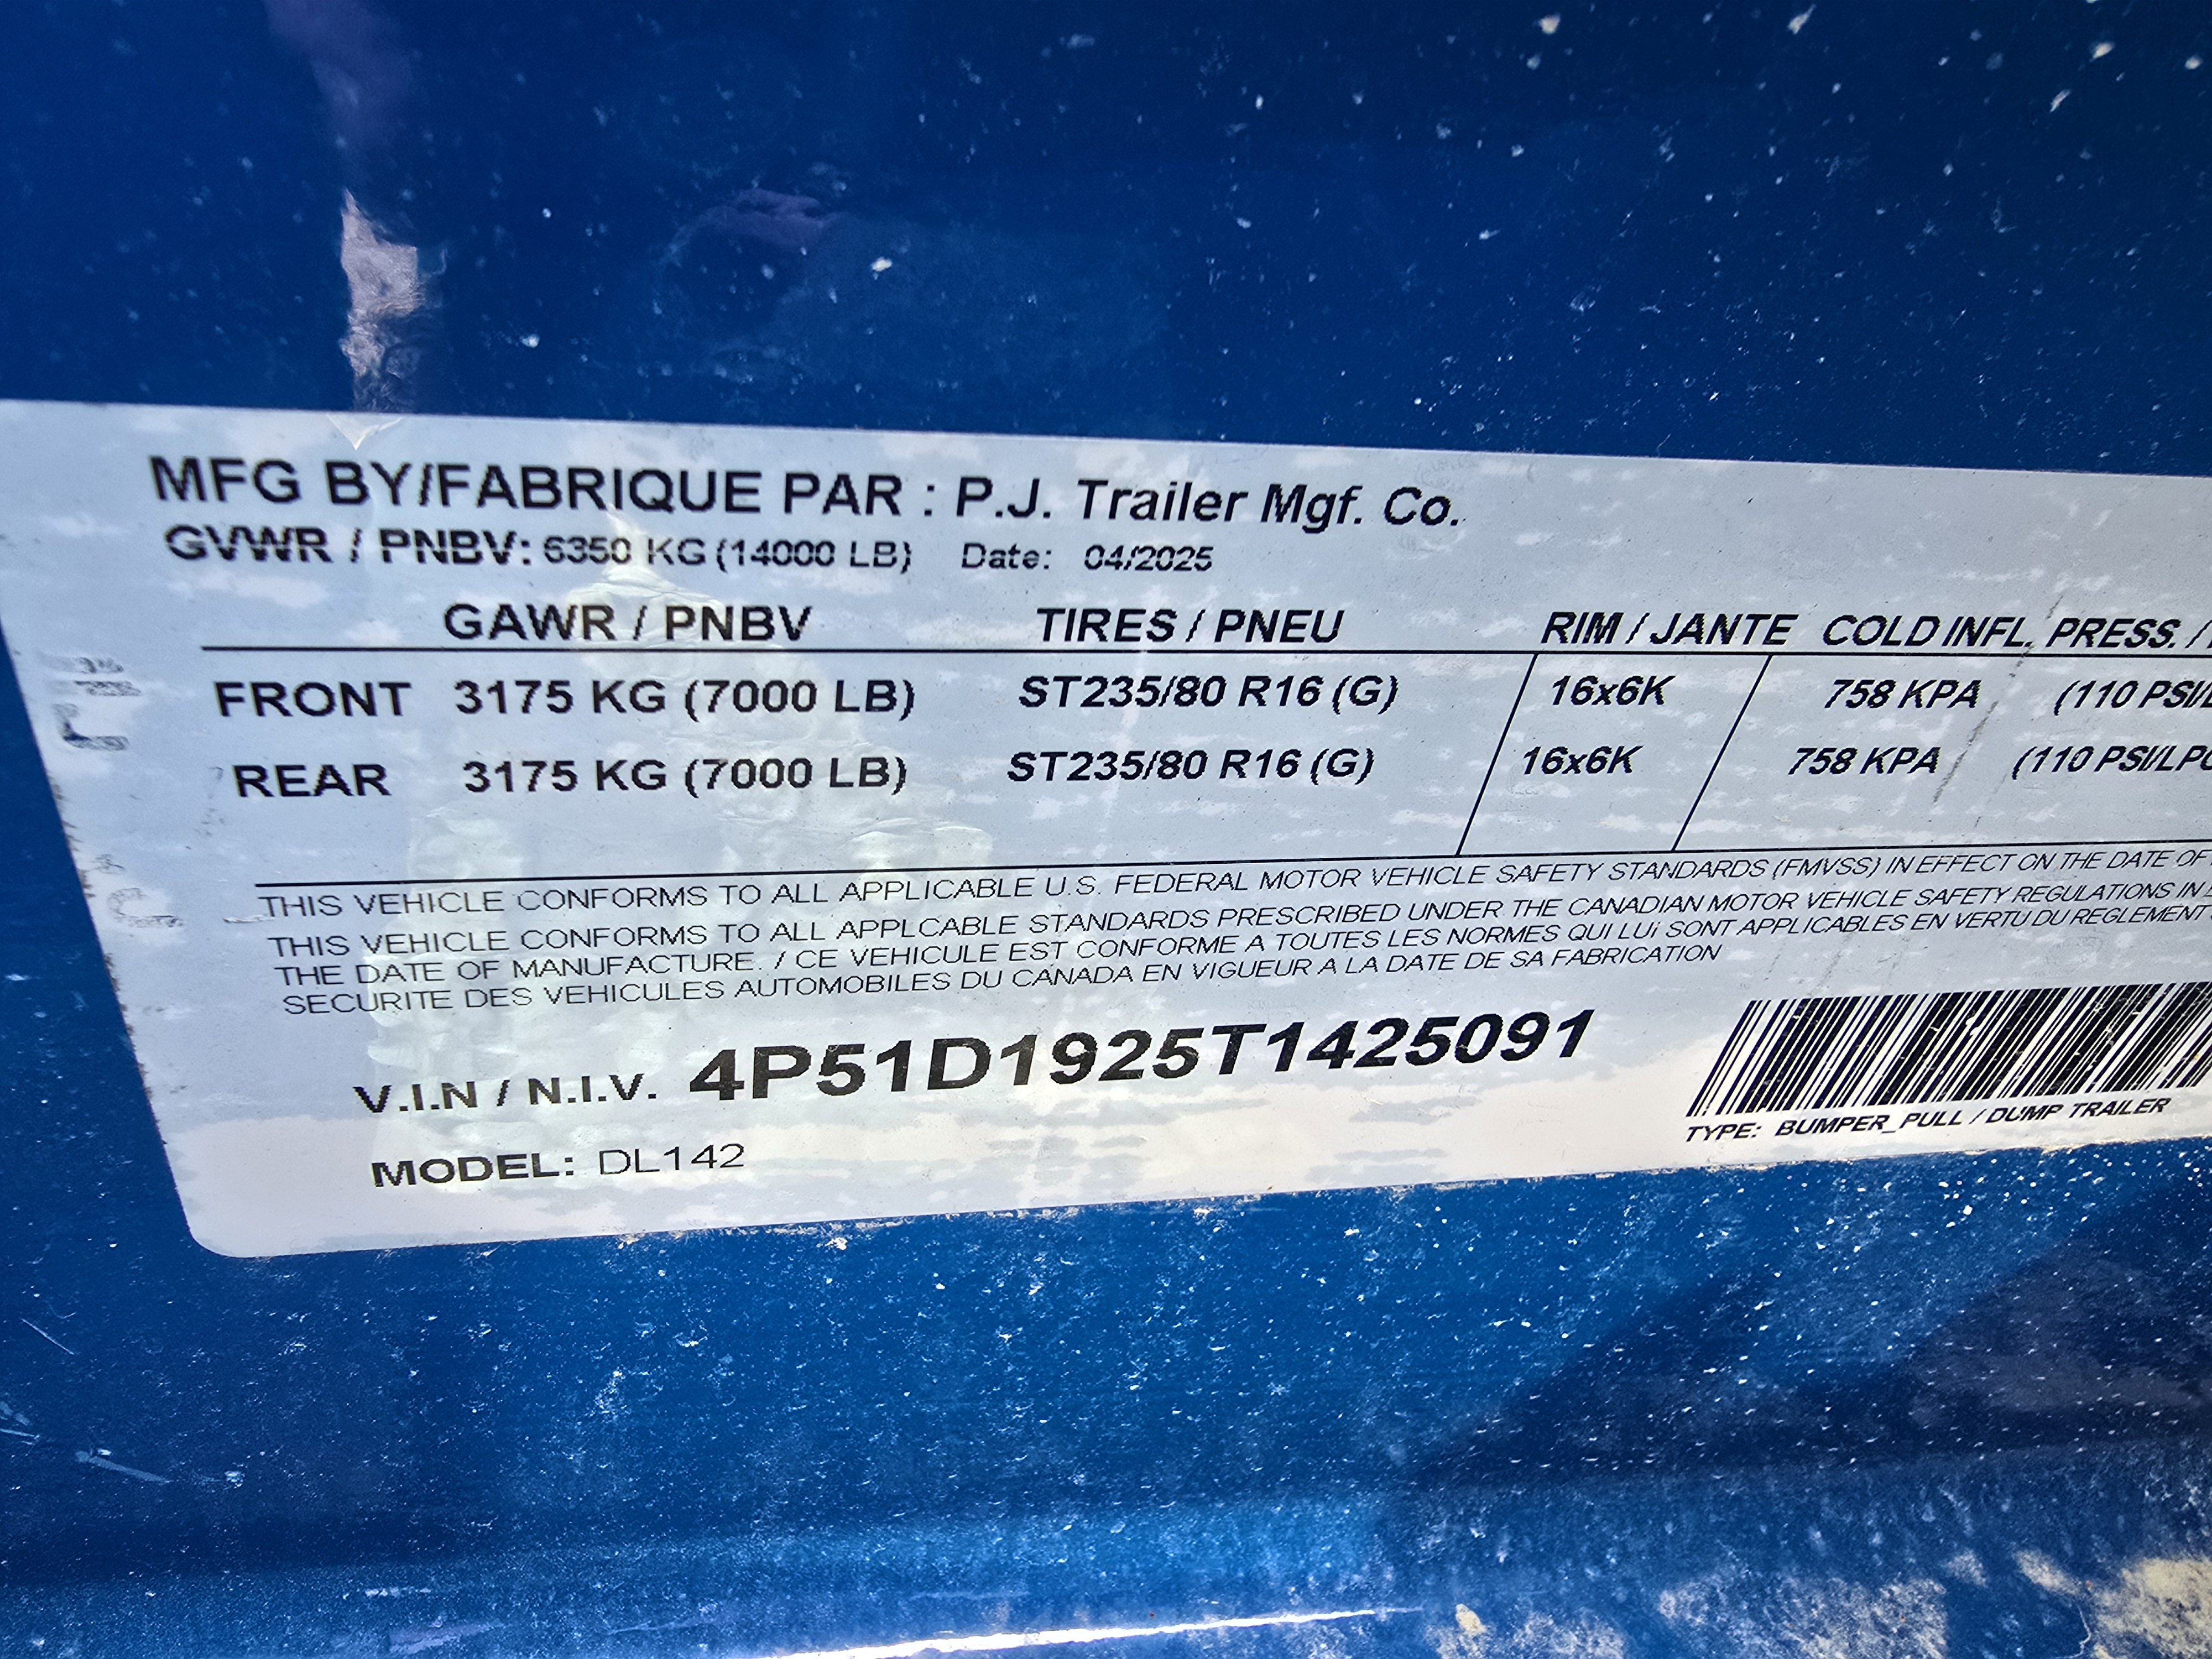 MFG BY/FABRIQUE PAR : P.J. Trailer Mgf. Co.
GVWR / PNBV: 6350 KG (14000 LB) Date: 04/2025
GAWR / PNBV TIRES / PNEU RIM / JANTE COLD INFL. PRESS. /
FRONT 3175 KG (7000 LB) ST235/80 R16 (G) 16x6K 758 KPA (110 PSI/
REAR 3175 KG (7000 LB) ST235/80 R16 (G) 16x6K 758 KPA (110 PSI/LPC
THIS VEHICLE CONFORMS TO ALL APPLICABLE U.S. FEDERAL MOTOR VEHICLE SAFETY STANDARDS (FMVSS) IN EFFECT ON THE DATE OF
THIS VEHICLE CONFORMS TO ALL APPLCABLE STANDARDS PRESCRIBED UNDER THE CANADIAN MOTOR VEHICLE SAFETY REGULATIONS IN
THE DATE OF MANUFACTURE. / CE VEHICULE EST CONFORME A TOUTES LES NORMES QUI LUi SONT APPLICABLES EN VERTU DU REGLEMENT
SECURITE DES VEHICULES AUTOMOBILES DU CANADA EN VIGUEUR A LA DATE DE SA FABRICATION
V.I.N / N.I.V. 4P51D1925T1425091
TYPE: BUMPER_PULL / DUMP TRAILER
MODEL: DL142